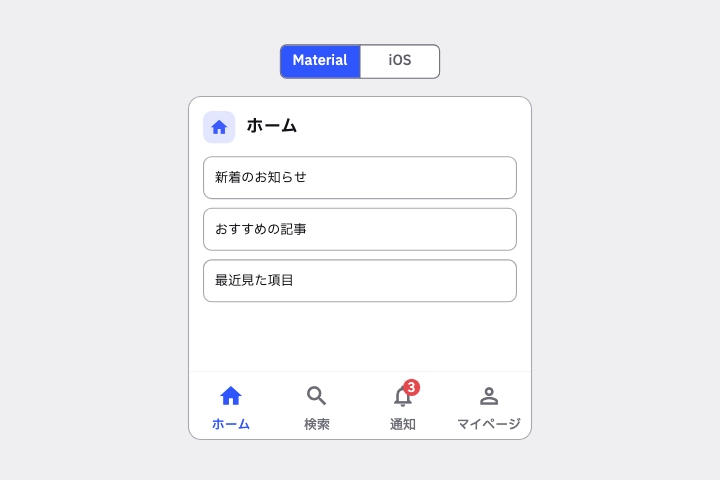 Material
iOS
ホーム
新着のお知らせ
おすすめの記事
最近見た項目
3
ホーム
検索
通知
マイページ